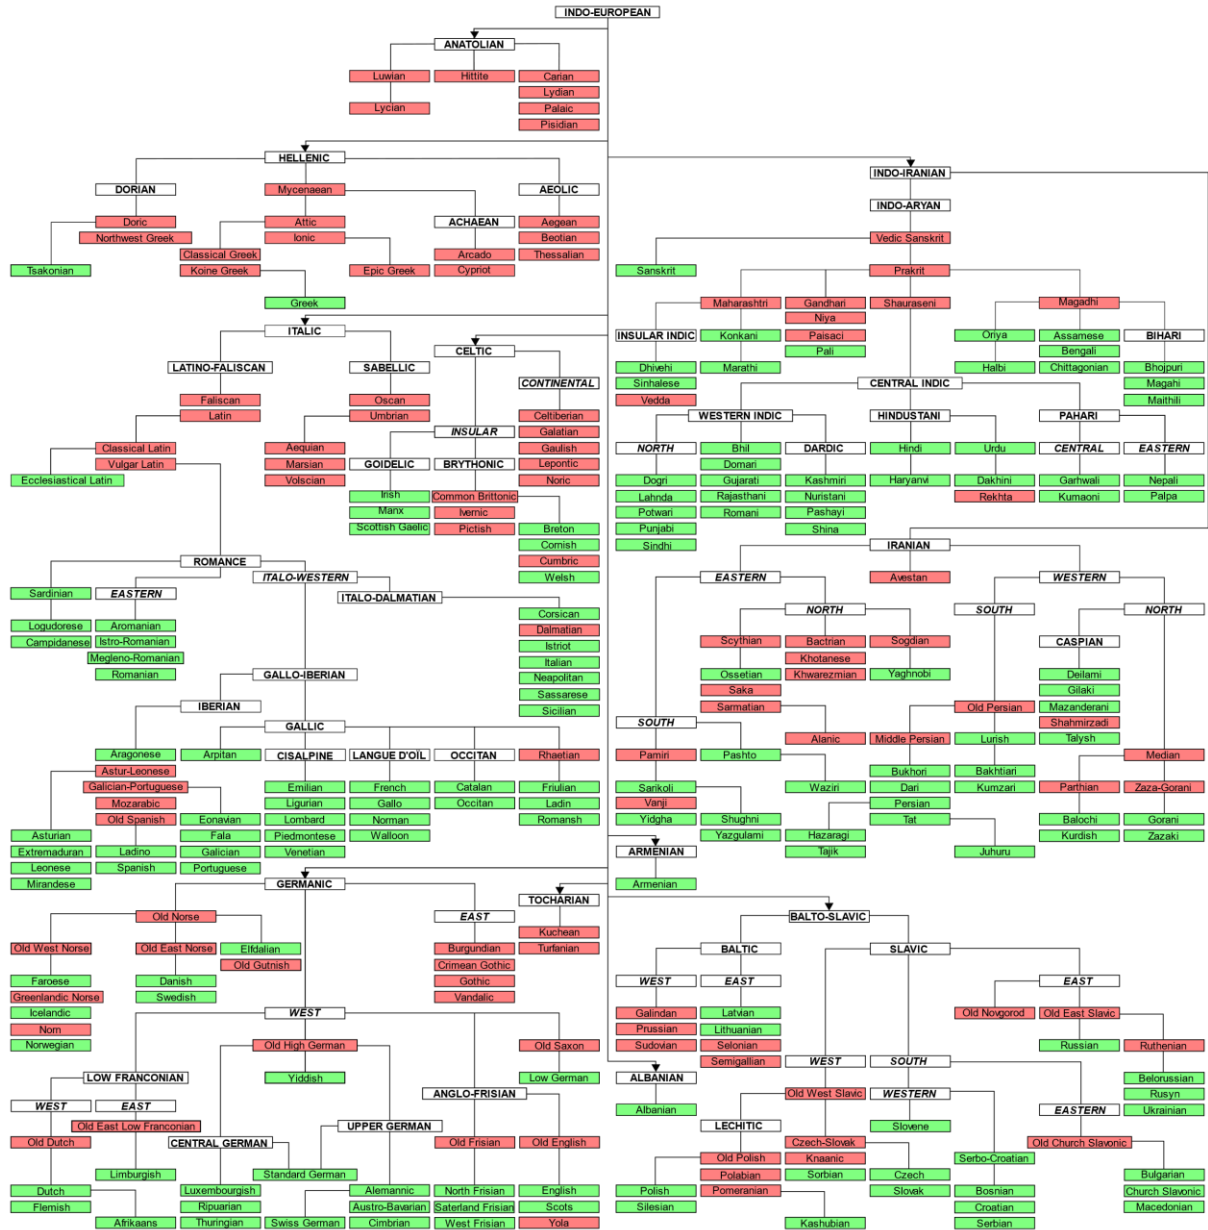 INDO-EUROPEAN
ANATOLIAN
Luwian
Hittite
Carian
Lydian
Lycian
Palaic
Pisidian
HELLENIC
DORIAN
Mycenaean
AEOLIC
Doric
Attic
ACHAEAN
Aegean
Northwest Greek
Ionic
Beotian
Classical Greek
Arcado
Thessalian
Tsakonian
Koine Greek
Epic Greek
Cypriot
Greek
INDO-IRANIAN
INDO-ARYAN
Vedic Sanskrit
Sanskrit
Prakrit
Maharashtri
Gandhari
Shauraseni
Magadhi
Niya
INSULAR INDIC
Konkani
Paisaci
Oriya
Assamese
BIHARI
Pali
Bengali
Dhivehi
Marathi
Halbi
Chittagonian
Bhojpuri
Sinhalese
Magahi
Vedda
Maithili
CENTRAL INDIC
WESTERN INDIC
HINDUSTANI
PAHARI
NORTH
Bhil
DARDIC
Hindi
Urdu
CENTRAL
EASTERN
Domari
Dogri
Gujarati
Kashmiri
Haryanvi
Dakhini
Garhwali
Nepali
Lahnda
Rajasthani
Nuristani
Rekhta
Kumaoni
Palpa
Potwari
Romani
Pashayi
Punjabi
Shina
Sindhi
ITALIC
LATINO-FALISCAN
SABELLIC
Faliscan
Oscan
Latin
Umbrian
Classical Latin
Aequian
Vulgar Latin
Marsian
Ecclesiastical Latin
Volscian
CELTIC
CONTINENTAL
Celtiberian
INSULAR
Galatian
Gaulish
GOIDELIC
BRYTHONIC
Lepontic
Noric
Irish
Common Brittonic
Manx
Ivernic
Scottish Gaelic
Pictish
Breton
Cornish
Cumbric
Welsh
ROMANCE
ITALO-WESTERN
Sardinian
EASTERN
ITALO-DALMATIAN
Logudorese
Aromanian
Corsican
Campidanese
Istro-Romanian
Dalmatian
Megleno-Romanian
Istriot
Romanian
Italian
GALLO-IBERIAN
Neapolitan
Sassarese
IBERIAN
Sicilian
GALLIC
Aragonese
Arpitan
CISALPINE
LANGUE D'OÏL
OCCITAN
Rhaetian
Astur-Leonese
Galician-Portuguese
Emilian
French
Catalan
Friulian
Mozarabic
Ligurian
Gallo
Occitan
Ladin
Old Spanish
Eonavian
Lombard
Norman
Romansh
Asturian
Fala
Piedmontese
Walloon
Extremaduran
Ladino
Galician
Venetian
Leonese
Spanish
Portuguese
Mirandese
IRANIAN
EASTERN
Avestan
WESTERN
NORTH
SOUTH
NORTH
Scythian
Bactrian
Sogdian
CASPIAN
Khotanese
Ossetian
Khwarezmian
Yaghnobi
Deilami
Saka
Gilaki
Sarmatian
Old Persian
Mazanderani
SOUTH
Shahmirzadi
Alanic
Middle Persian
Lurish
Talysh
Pamiri
Pashto
Median
Bukhori
Bakhtiari
Sarikoli
Waziri
Dari
Kumzari
Parthian
Zaza-Gorani
Vanji
Persian
Yidgha
Shughni
Tat
Balochi
Gorani
Yazgulami
Hazaragi
Kurdish
Zazaki
Tajik
Juhuru
ARMENIAN
Armenian
GERMANIC
Old Norse
EAST
Old West Norse
Old East Norse
Elfdalian
Burgundian
Old Gutnish
Crimean Gothic
Faroese
Danish
Gothic
Greenlandic Norse
Swedish
Vandalic
Icelandic
Norn
Norwegian
TOCHARIAN
Kuchean
Turfanian
WEST
Old High German
Old Saxon
LOW FRANCONIAN
Yiddish
Low German
ANGLO-FRISIAN
WEST
EAST
Old East Low Franconian
UPPER GERMAN
Old Dutch
CENTRAL GERMAN
Old Frisian
Old English
Limburgish
Standard German
Dutch
Luxembourgish
Alemannic
North Frisian
English
Flemish
Ripuarian
Austro-Bavarian
Saterland Frisian
Scots
Afrikaans
Thuringian
Swiss German
Cimbrian
West Frisian
Yola
BALTO-SLAVIC
BALTIC
SLAVIC
WEST
EAST
EAST
Galindan
Latvian
Old Novgorod
Old East Slavic
Prussian
Lithuanian
Sudovian
Selonian
Russian
Ruthenian
Semigallian
WEST
SOUTH
Belorussian
Rusyn
Ukrainian
ALBANIAN
Albanian
Old West Slavic
WESTERN
EASTERN
LECHITIC
Slovene
Czech-Slovak
Old Church Slavonic
Old Polish
Knaanic
Serbo-Croatian
Polabian
Sorbian
Czech
Bulgarian
Polish
Pomeranian
Slovak
Bosnian
Church Slavonic
Silesian
Croatian
Macedonian
Kashubian
Serbian